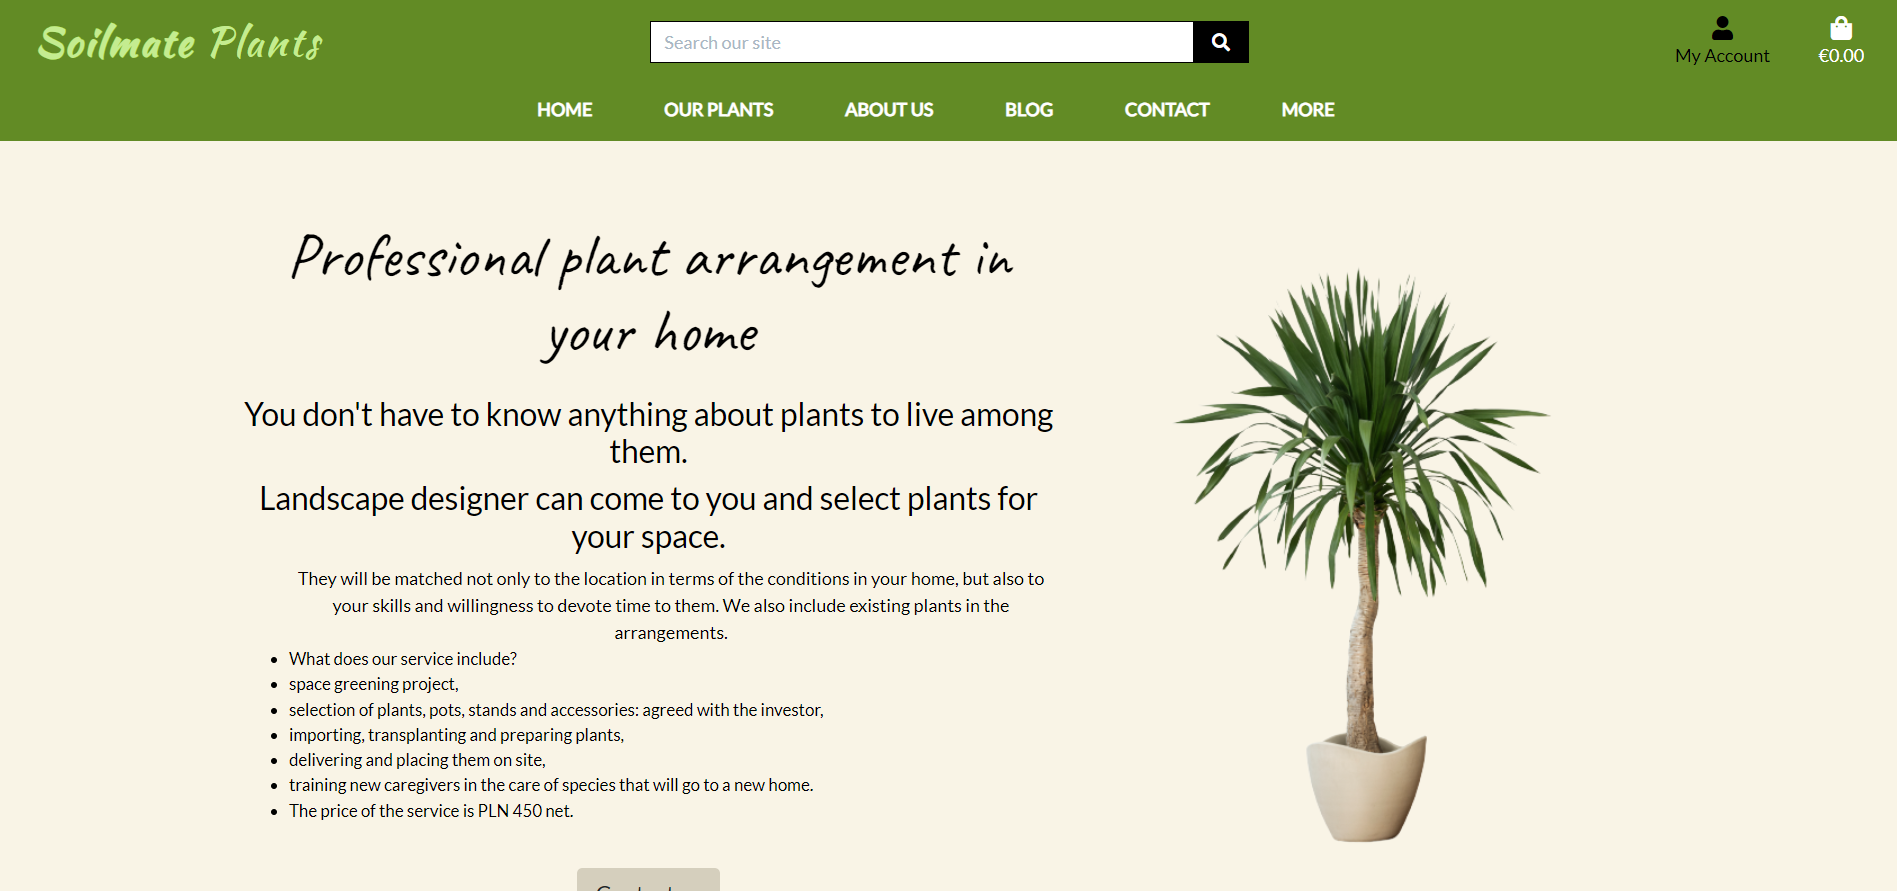 Soilmate Plants
Search our site
My Account
€0.00
HOME OUR PLANTS ABOUT US BLOG CONTACT MORE
Professional plant arrangement in
your home
You don't have to know anything about plants to live among
them.
Landscape designer can come to you and select plants for
your space.
They will be matched not only to the location in terms of the conditions in your home, but also to
your skills and willingness to devote time to them. We also include existing plants in the
arrangements.
• What does our service include?
• space greening project,
• selection of plants, pots, stands and accessories: agreed with the investor,
• importing, transplanting and preparing plants,
• delivering and placing them on site,
• training new caregivers in the care of species that will go to a new home.
• The price of the service is PLN 450 net.